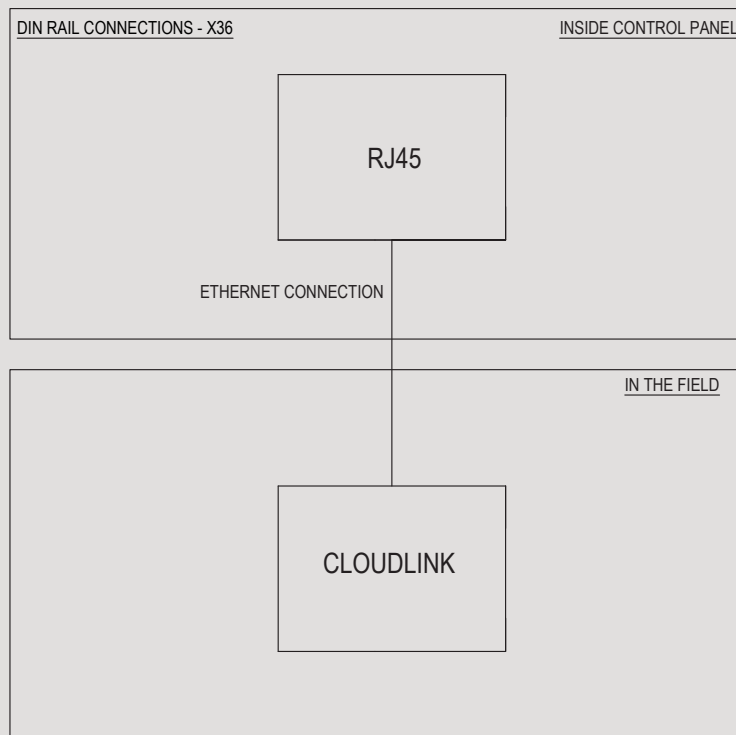 DIN RAIL CONNECTIONS - X36
INSIDE CONTROL PANEL
RJ45
ETHERNET CONNECTION
IN THE FIELD
CLOUDLINK